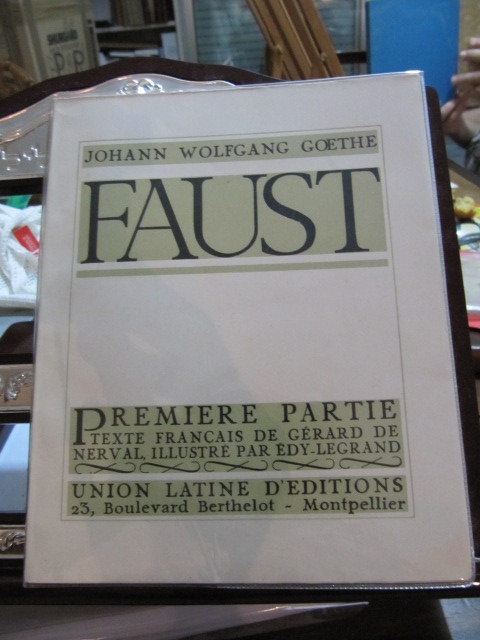 JOHANN WOLFGANG GOETHE
FAUST
PREMIERE PARTIE
TEXTE FRANCAIS DE GÉRARD DE
NERVAL, ILLUSTRÉ PAR ÉDY-LEGRAND
UNION LATINE D'EDITIONS
23, Boulevard Berthelot - Montpellier